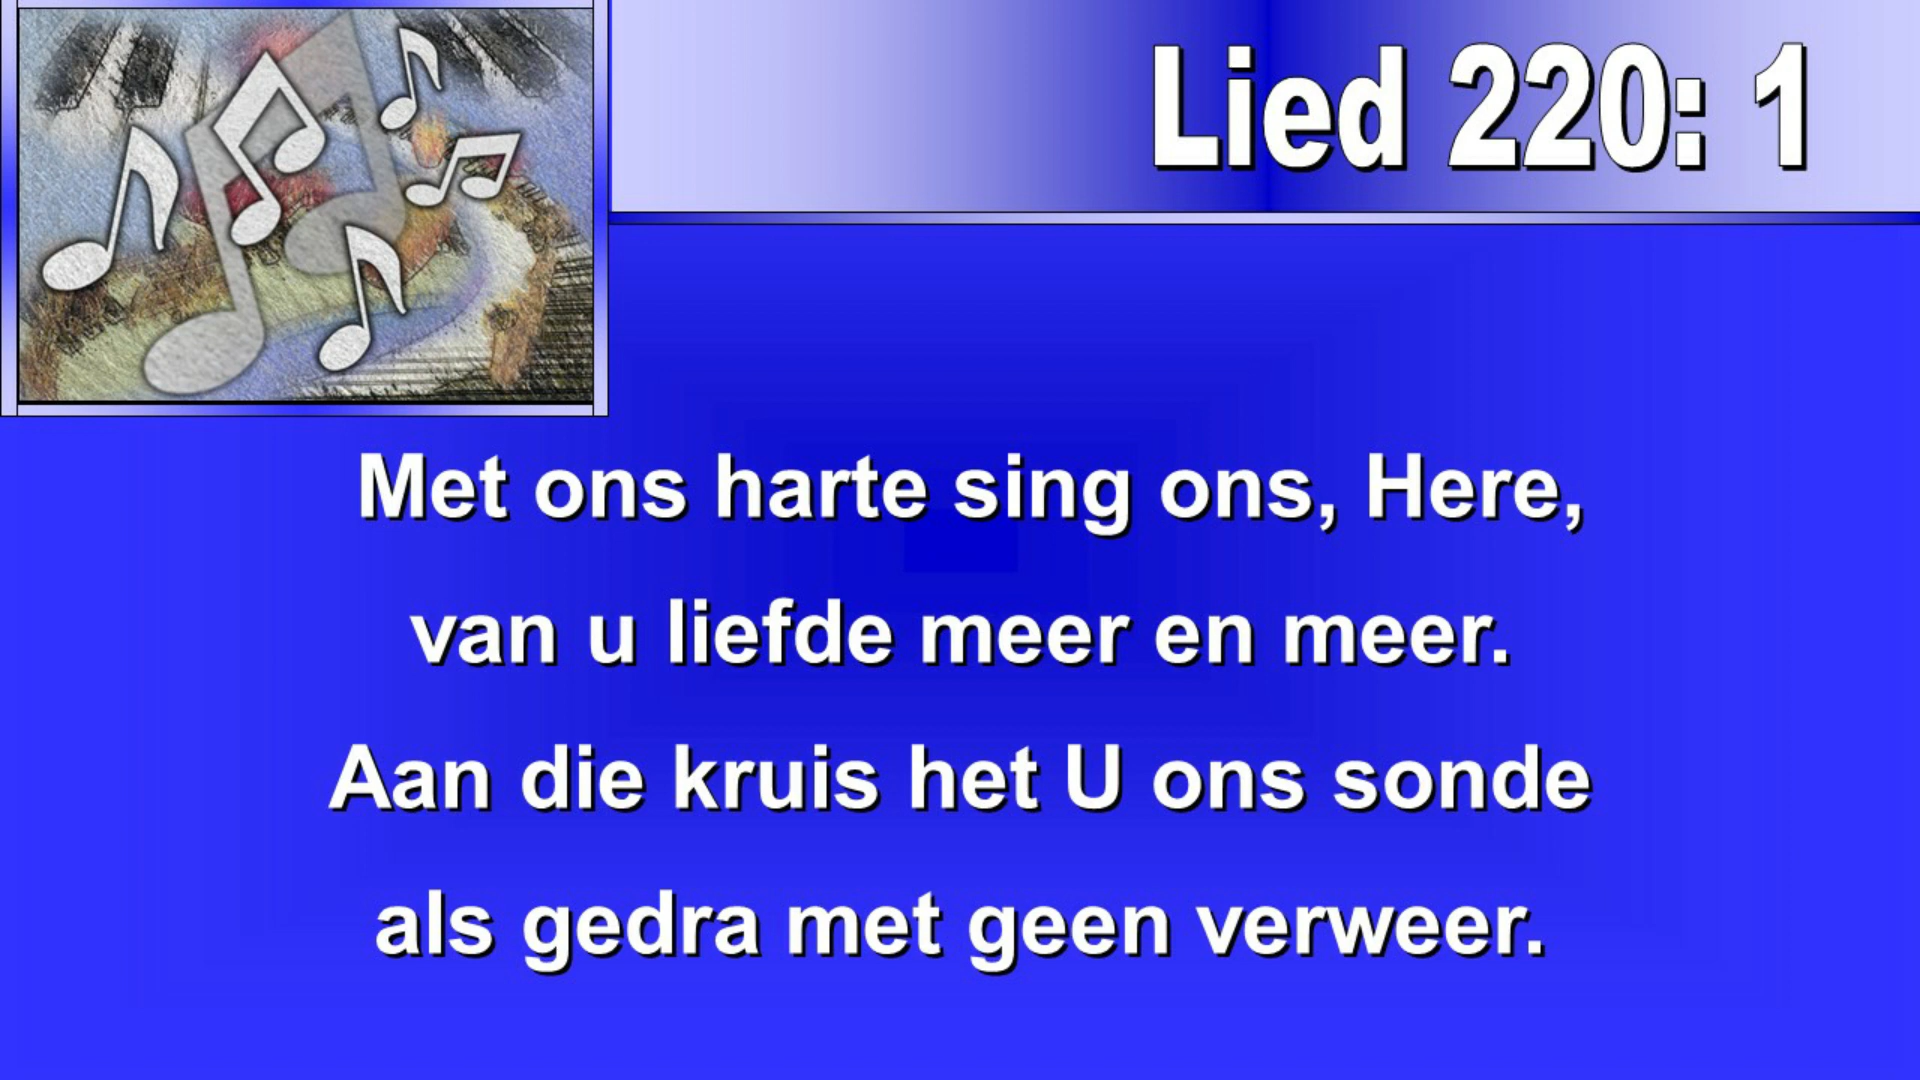 Lied 220: 1
Met ons harte sing ons, Here,
van u liefde meer en meer.
Aan die kruis het U ons sonde
als gedra met geen verweer.